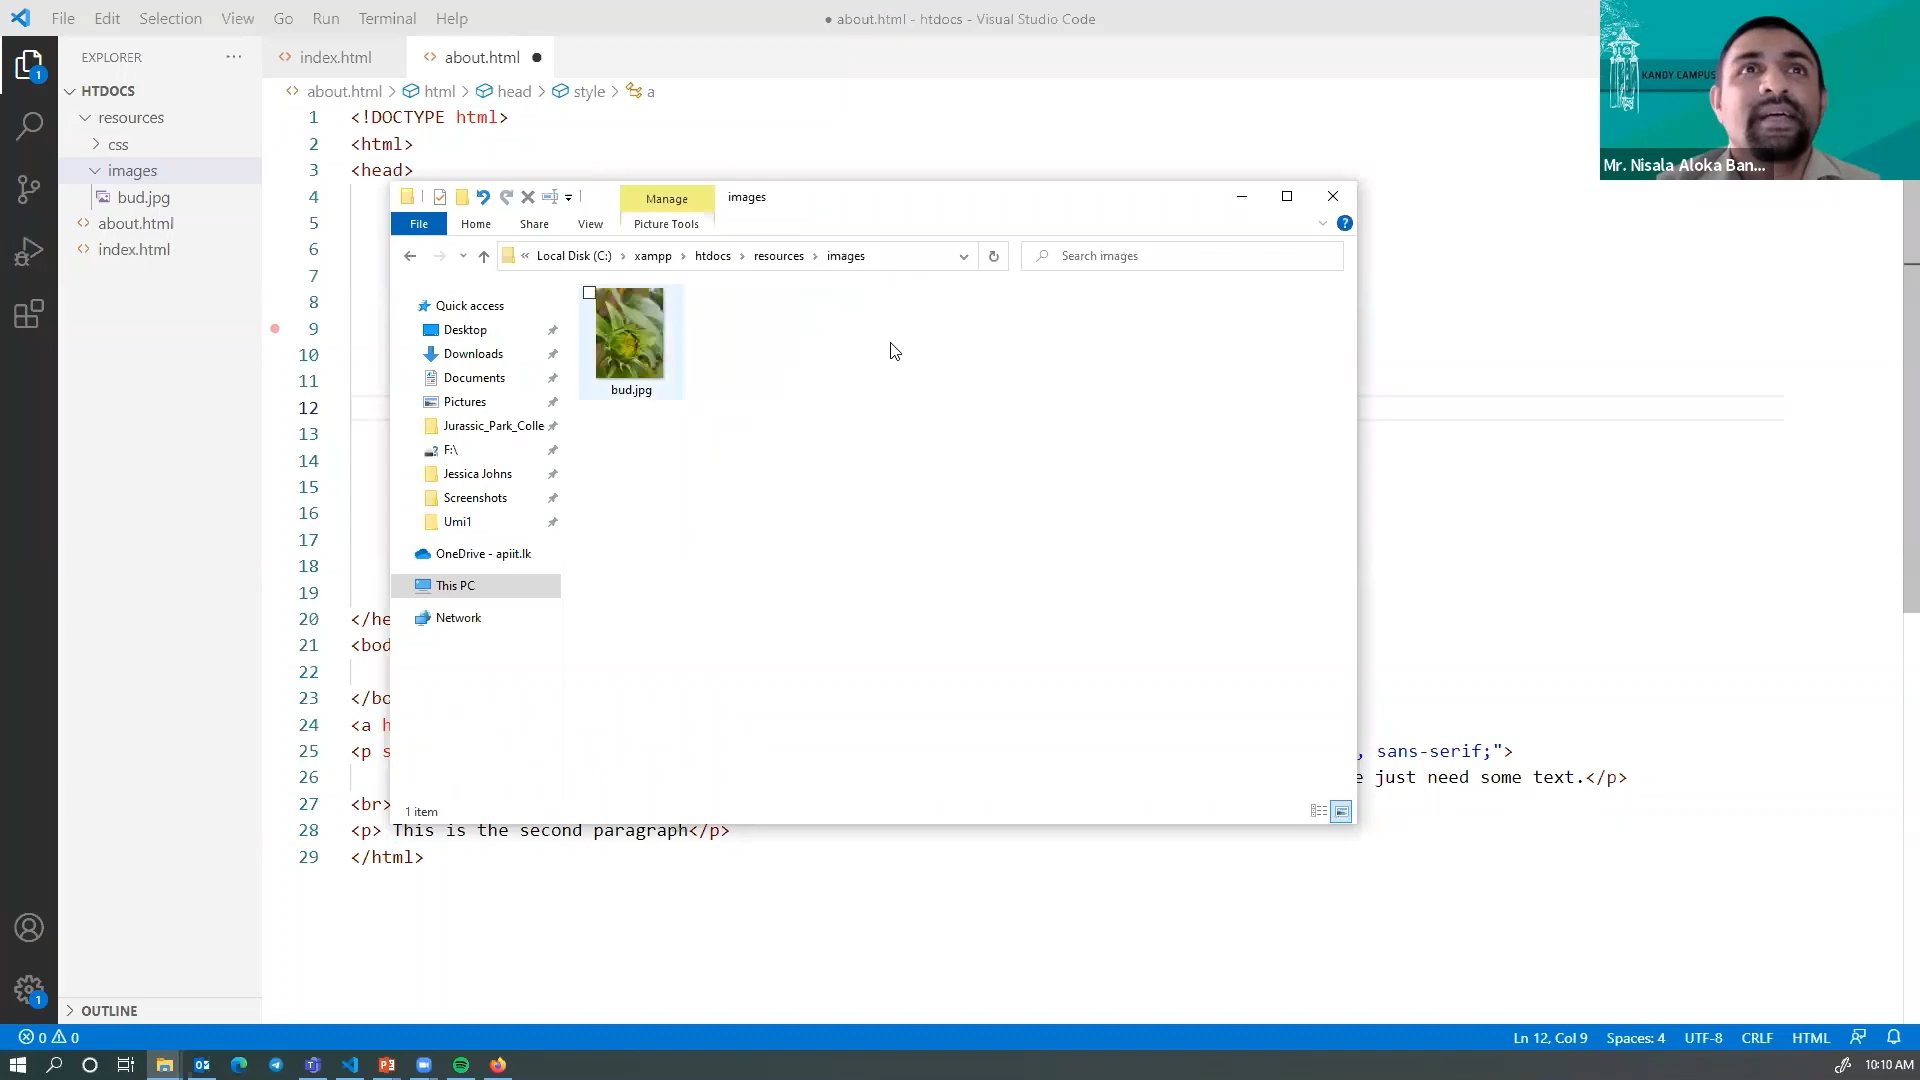 File Edit Selection View Go Run Terminal Help
● about.html - htdocs - Visual Studio Code
KANDY CAMPUS
Mr. Nisala Aloka Ban...
EXPLORER ...
index.html
about.html ●
HTDOCS
resources
css
images
bud.jpg
about.html
index.html
OUTLINE
about.html > html > head > style > a
1 <!DOCTYPE html>
2 <html>
3 <head>
4
5
6
7
8
9
10
11
12
13
14
15
16
17
18
19
20 </he
21 <bod
22
23 </bo
24 <a h
25 <p s , sans-serif;">
26 e just need some text.</p>
27 <br>
28 <p> This is the second paragraph</p>
29 </html>
Manage
images
File Home Share View Picture Tools
« Local Disk (C:) > xampp > htdocs > resources > images
Search images
Quick access
Desktop
Downloads
Documents
Pictures
Jurassic_Park_Colle
F:\
Jessica Johns
Screenshots
Umi1
OneDrive - apiit.lk
This PC
Network
bud.jpg
1 item
1
1
0 0
Ln 12, Col 9 Spaces: 4 UTF-8 CRLF HTML
10:10 AM